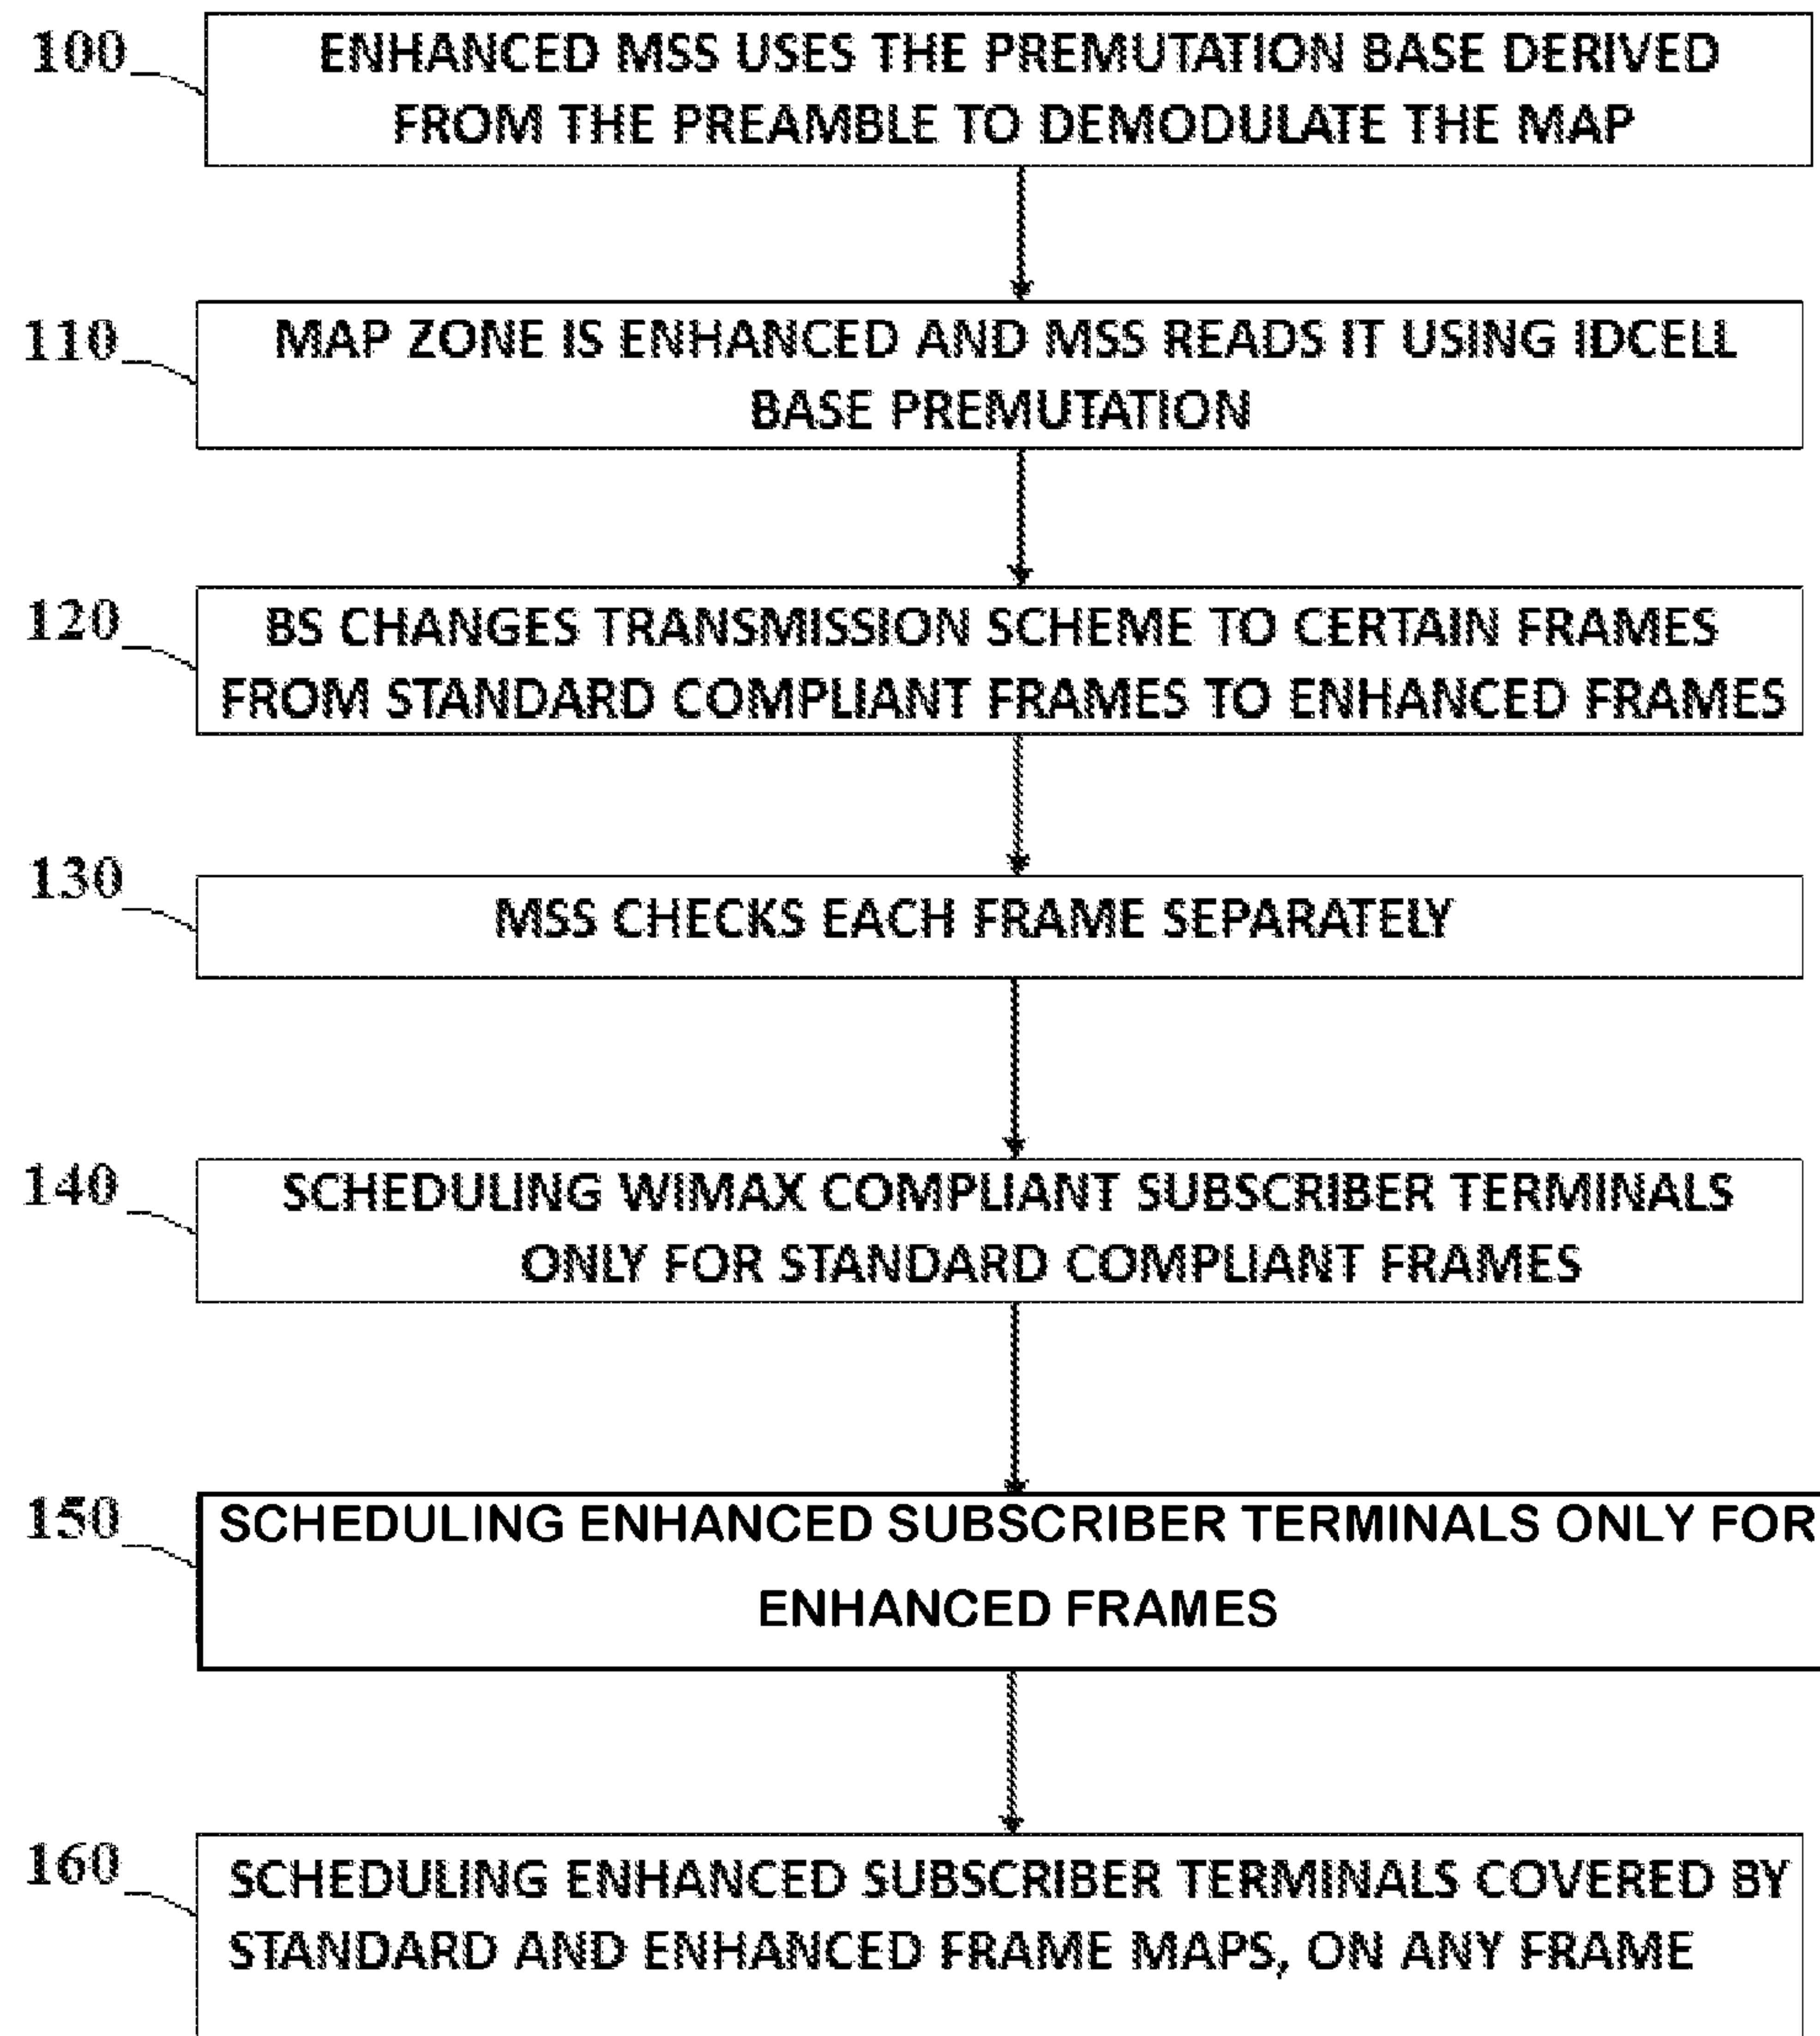 100
ENHANCED MSS USES THE PREMUTATION BASE DERIVED
FROM THE PREAMBLE TO DEMODULATE THE MAP
110
MAP ZONE IS ENHANCED AND MSS READS IT USING IDCELL
BASE PREMUTATION
120
BS CHANGES TRANSMISSION SCHEME TO CERTAIN FRAMES
FROM STANDARD COMPLIANT FRAMES TO ENHANCED FRAMES
130
MSS CHECKS EACH FRAME SEPARATELY
140
SCHEDULING WIMAX COMPLIANT SUBSCRIBER TERMINALS
ONLY FOR STANDARD COMPLIANT FRAMES
150
SCHEDULING ENHANCED SUBSCRIBER TERMINALS ONLY FOR
ENHANCED FRAMES
160
SCHEDULING ENHANCED SUBSCRIBER TERMINALS COVERED BY
STANDARD AND ENHANCED FRAME MAPS, ON ANY FRAME